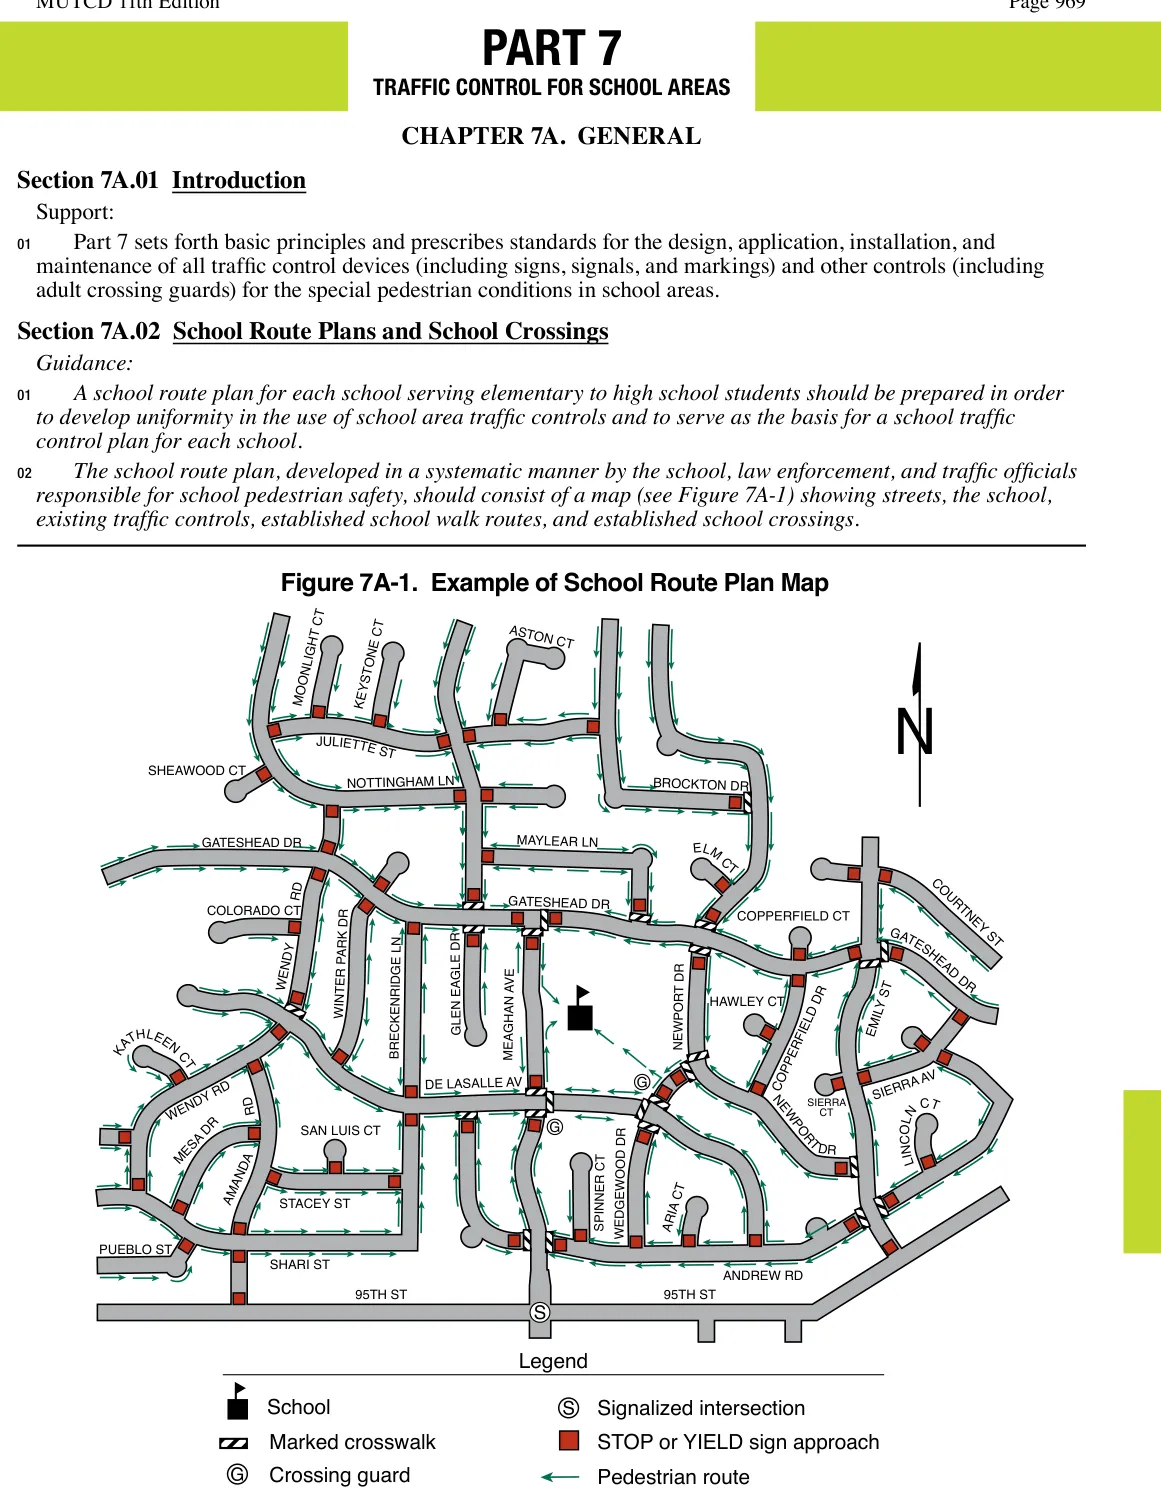 MUTCD 11th Edition
Page 969
PART 7
TRAFFIC CONTROL FOR SCHOOL AREAS
CHAPTER 7A. GENERAL
Section 7A.01 Introduction
Support:
01 Part 7 sets forth basic principles and prescribes standards for the design, application, installation, and
maintenance of all traffic control devices (including signs, signals, and markings) and other controls (including
adult crossing guards) for the special pedestrian conditions in school areas.
Section 7A.02 School Route Plans and School Crossings
Guidance:
01 A school route plan for each school serving elementary to high school students should be prepared in order
to develop uniformity in the use of school area traffic controls and to serve as the basis for a school traffic
control plan for each school.
02 The school route plan, developed in a systematic manner by the school, law enforcement, and traffic officials
responsible for school pedestrian safety, should consist of a map (see Figure 7A-1) showing streets, the school,
existing traffic controls, established school walk routes, and established school crossings.
Figure 7A-1. Example of School Route Plan Map
MOONLIGHT CT
KEYSTONE CT
ASTON CT
N
JULIETTE ST
SHEAWOOD CT
NOTTINGHAM LN
BROCKTON DR
GATESHEAD DR
MAYLEAR LN
ELM CT
COURTNEY ST
COLORADO CT
WENDY RD
WINTER PARK DR
BRECKENRIDGE LN
GLEN EAGLE DR
MEAGHAN AVE
GATESHEAD DR
COPPERFIELD CT
GATESHEAD DR
NEWPORT DR
HAWLEY CT
COPPERFIELD DR
EMILY ST
KATHLEEN CT
WENDY RD
DE LASALLE AV
G
SIERRA AV
SIERRA
CT
LINCOLN CT
NEWPORT DR
MESA DR
AMANDA RD
SAN LUIS CT
G
SPINNER CT
WEDGEWOOD DR
ARIA CT
STACEY ST
PUEBLO ST
SHARI ST
ANDREW RD
95TH ST
95TH ST
S
Legend
School
S Signalized intersection
Marked crosswalk
STOP or YIELD sign approach
G Crossing guard
Pedestrian route